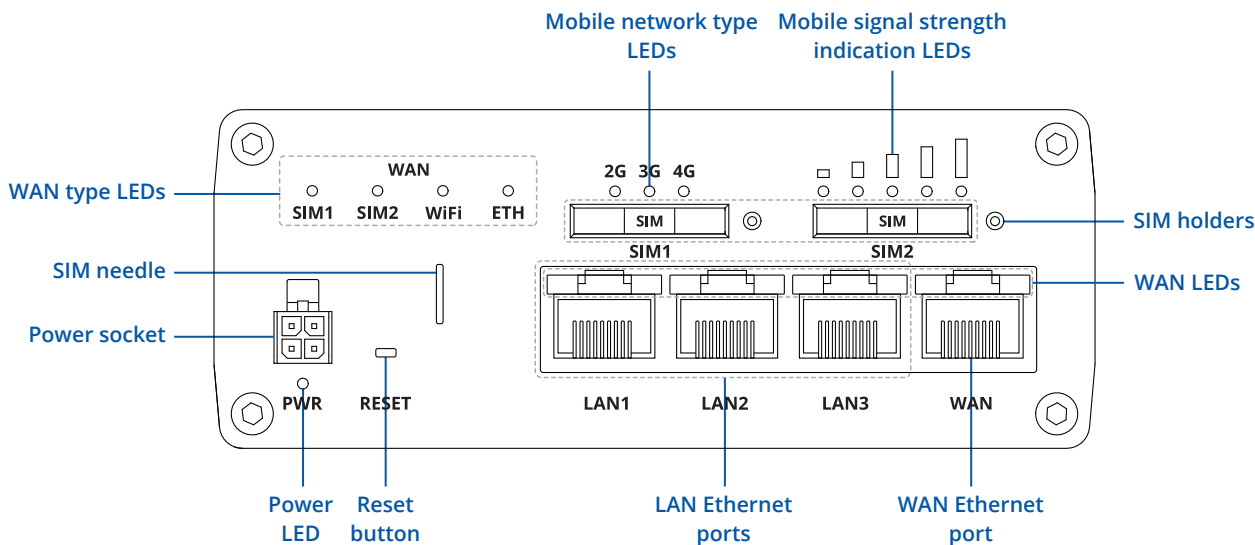 Mobile network type
LEDs
Mobile signal strength
indication LEDs
WAN
2G 3G 4G
WAN type LEDs
SIM1 SIM2 WiFi ETH
SIM
SIM
SIM holders
SIM1
SIM2
SIM needle
WAN LEDs
Power socket
PWR
RESET
LAN1
LAN2
LAN3
WAN
Power
LED
Reset
button
LAN Ethernet
ports
WAN Ethernet
port